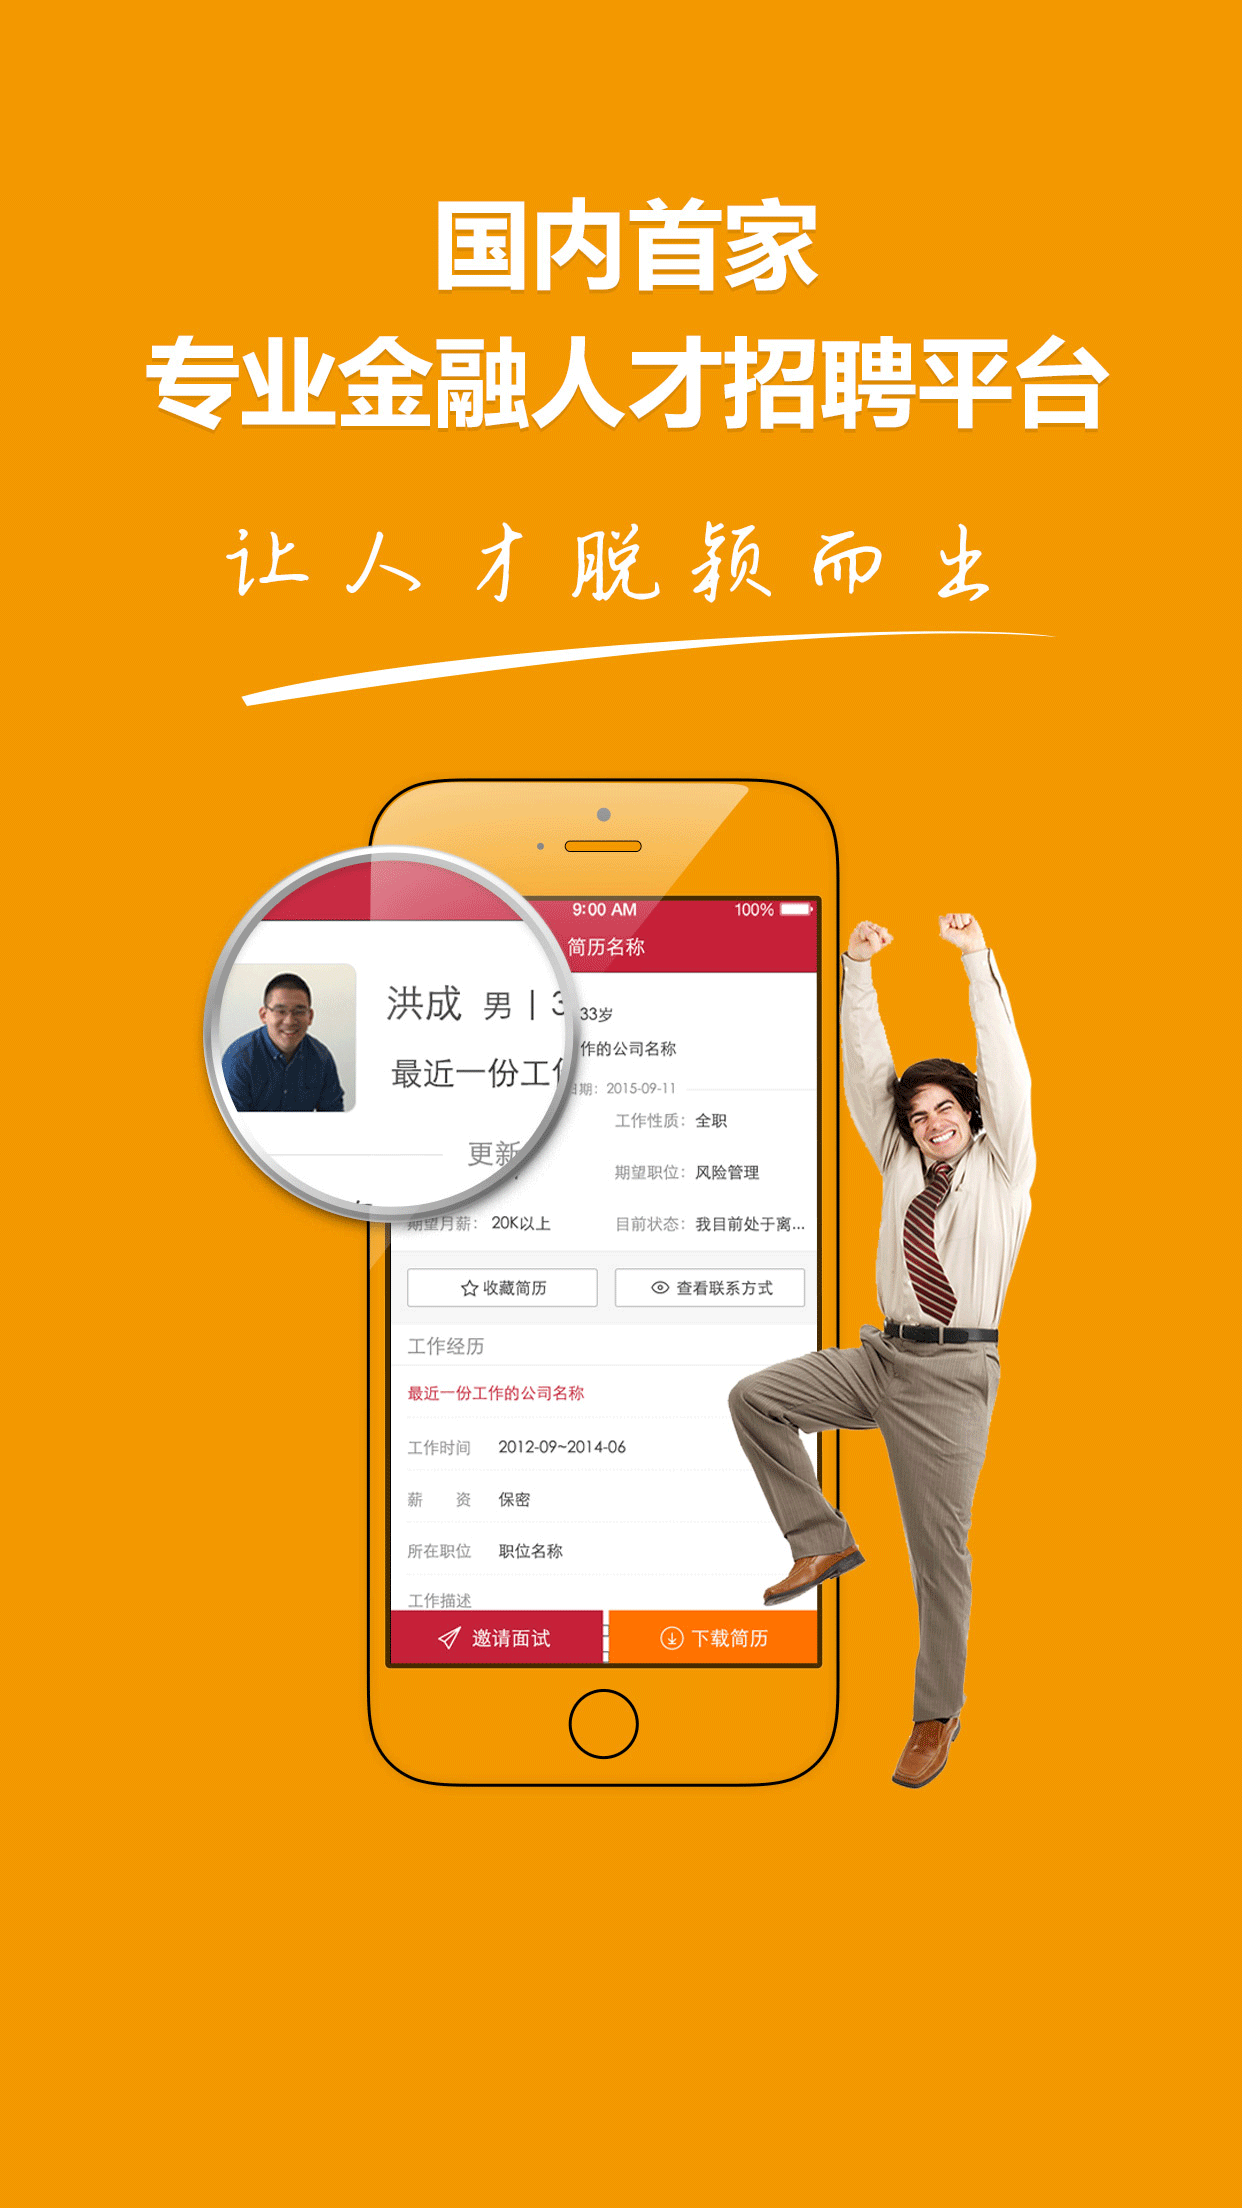 国内首家
专业金融人才招聘平台
让人才脱颖而出
9:00 AM 100%
简历名称
洪成 男 | 3
33岁
最近一份工作
作的公司名称
更新
日期：2015-09-11
工作性质：全职
期望职位：风险管理
期望月薪：20K以上 目前状态：我目前处于离...
收藏简历 查看联系方式
工作经历
最近一份工作的公司名称
工作时间 2012-09~2014-06
薪 资 保密
所在职位 职位名称
工作描述
邀请面试 下载简历